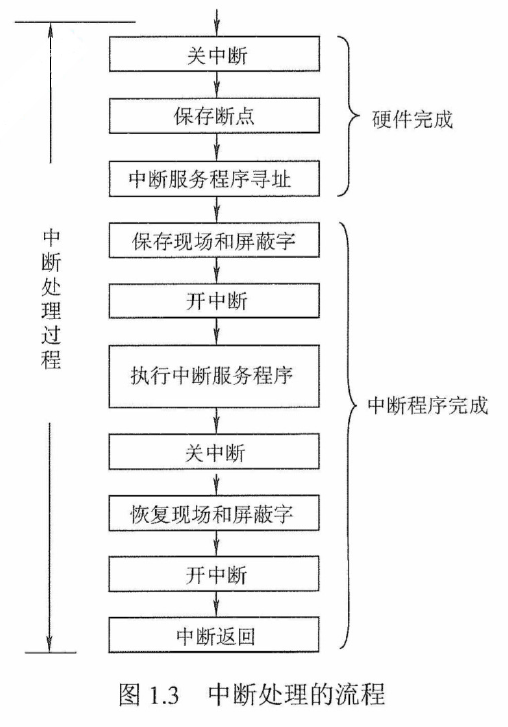 关中断
保存断点
硬件完成
中断服务程序寻址
保存现场和屏蔽字
中断处理过程
开中断
执行中断服务程序
中断程序完成
关中断
恢复现场和屏蔽字
开中断
中断返回
图 1.3 中断处理的流程